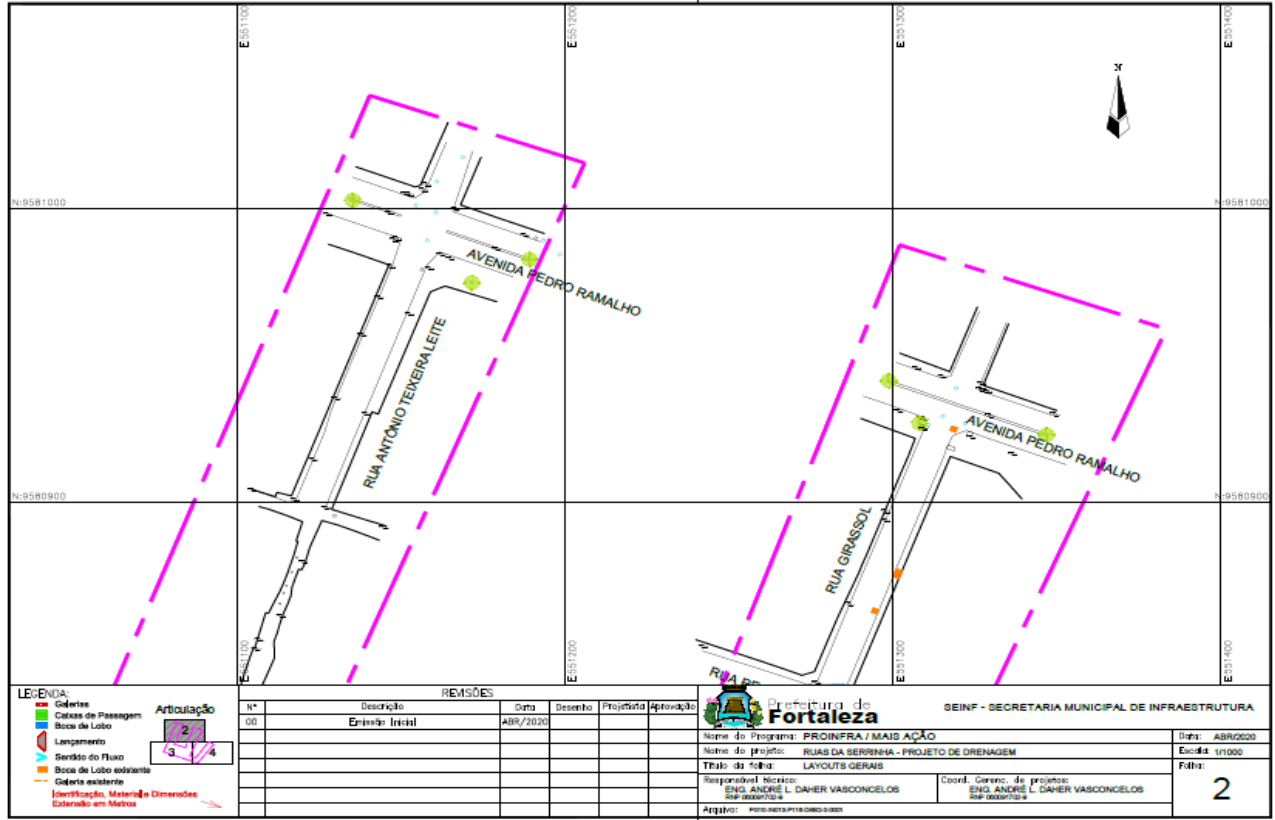 E551100
E551200
E551300
E551400
N
N:9581000
N:9581000
AVENIDA PEDRO RAMALHO
RUA ANTÔNIO TEIXEIRA LEITE
AVENIDA PEDRO RAMALHO
N:9580900
N:9580900
RUA GIRASSOL
E551100
E551200
E551300
E551400
LEGENDA:
Galerias
Caixas de Passagem
Boca de Lobo
Lançamento
Sentido do Fluxo
Boca de Lobo existente
Galeria existente
Identificação, Material e Dimensões
Extensão em Metros
Articulação
2
3
4
REVISÕES
N° Descrição Data Desenho Projetista Aprovação
00 Emissão Inicial ABR/2020
Prefeitura de
Fortaleza
SEINF - SECRETARIA MUNICIPAL DE INFRAESTRUTURA
Nome do Programa: PROINFRA / MAIS AÇÃO
Data: ABR/2020
Nome do projeto: RUAS DA SERRINHA - PROJETO DE DRENAGEM
Escala: 1/1000
Título da folha: LAYOUTS GERAIS
Folha:
2
Responsável técnico:
ENG. ANDRÉ L. DAHER VASCONCELOS
Coord. Gerenc. de projetos:
ENG. ANDRÉ L. DAHER VASCONCELOS
Arquivo: